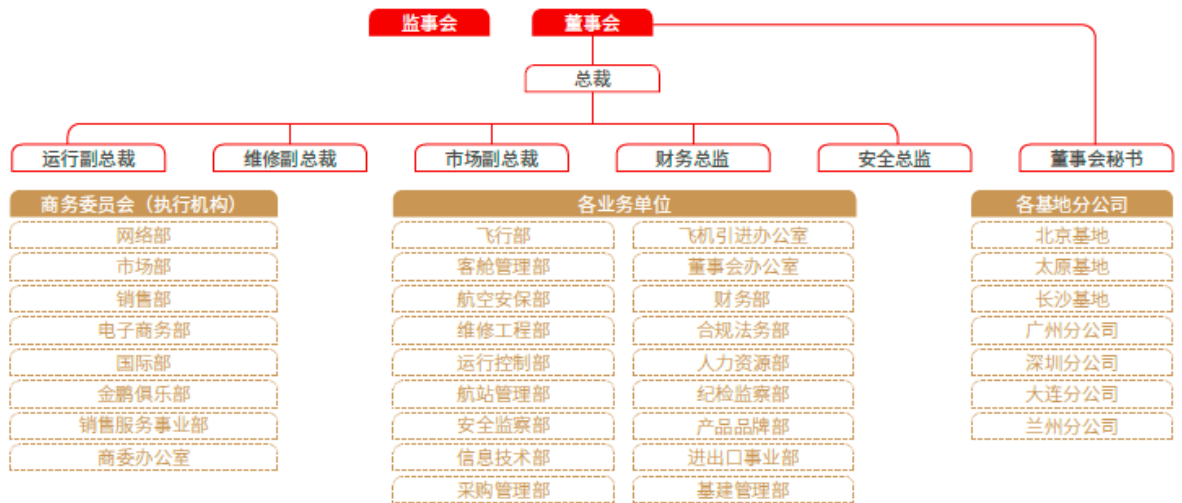 监事会
董事会
总裁
运行副总裁
维修副总裁
市场副总裁
财务总监
安全总监
董事会秘书
商务委员会（执行机构）
网络部
市场部
销售部
电子商务部
国际部
金鹏俱乐部
销售服务事业部
商委办公室
各业务单位
飞行部
客舱管理部
航空安保部
维修工程部
运行控制部
航站管理部
安全监察部
信息技术部
采购管理部
飞机引进办公室
董事会办公室
财务部
合规法务部
人力资源部
纪检监察部
产品品牌部
进出口事业部
基建管理部
各基地分公司
北京基地
太原基地
长沙基地
广州分公司
深圳分公司
大连分公司
兰州分公司